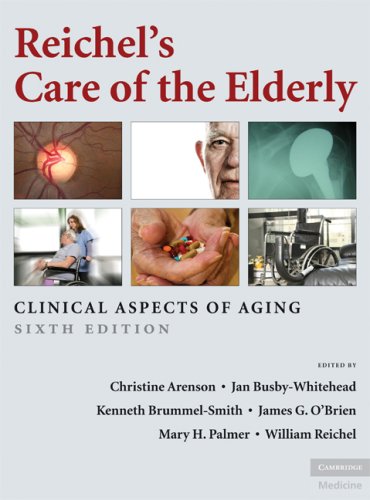 Reichel's
Care of the Elderly
CLINICAL ASPECTS OF AGING
SIXTH EDITION
EDITED BY
Christine Arenson • Jan Busby-Whitehead
Kenneth Brummel-Smith • James G. O'Brien
Mary H. Palmer • William Reichel
CAMBRIDGE
Medicine